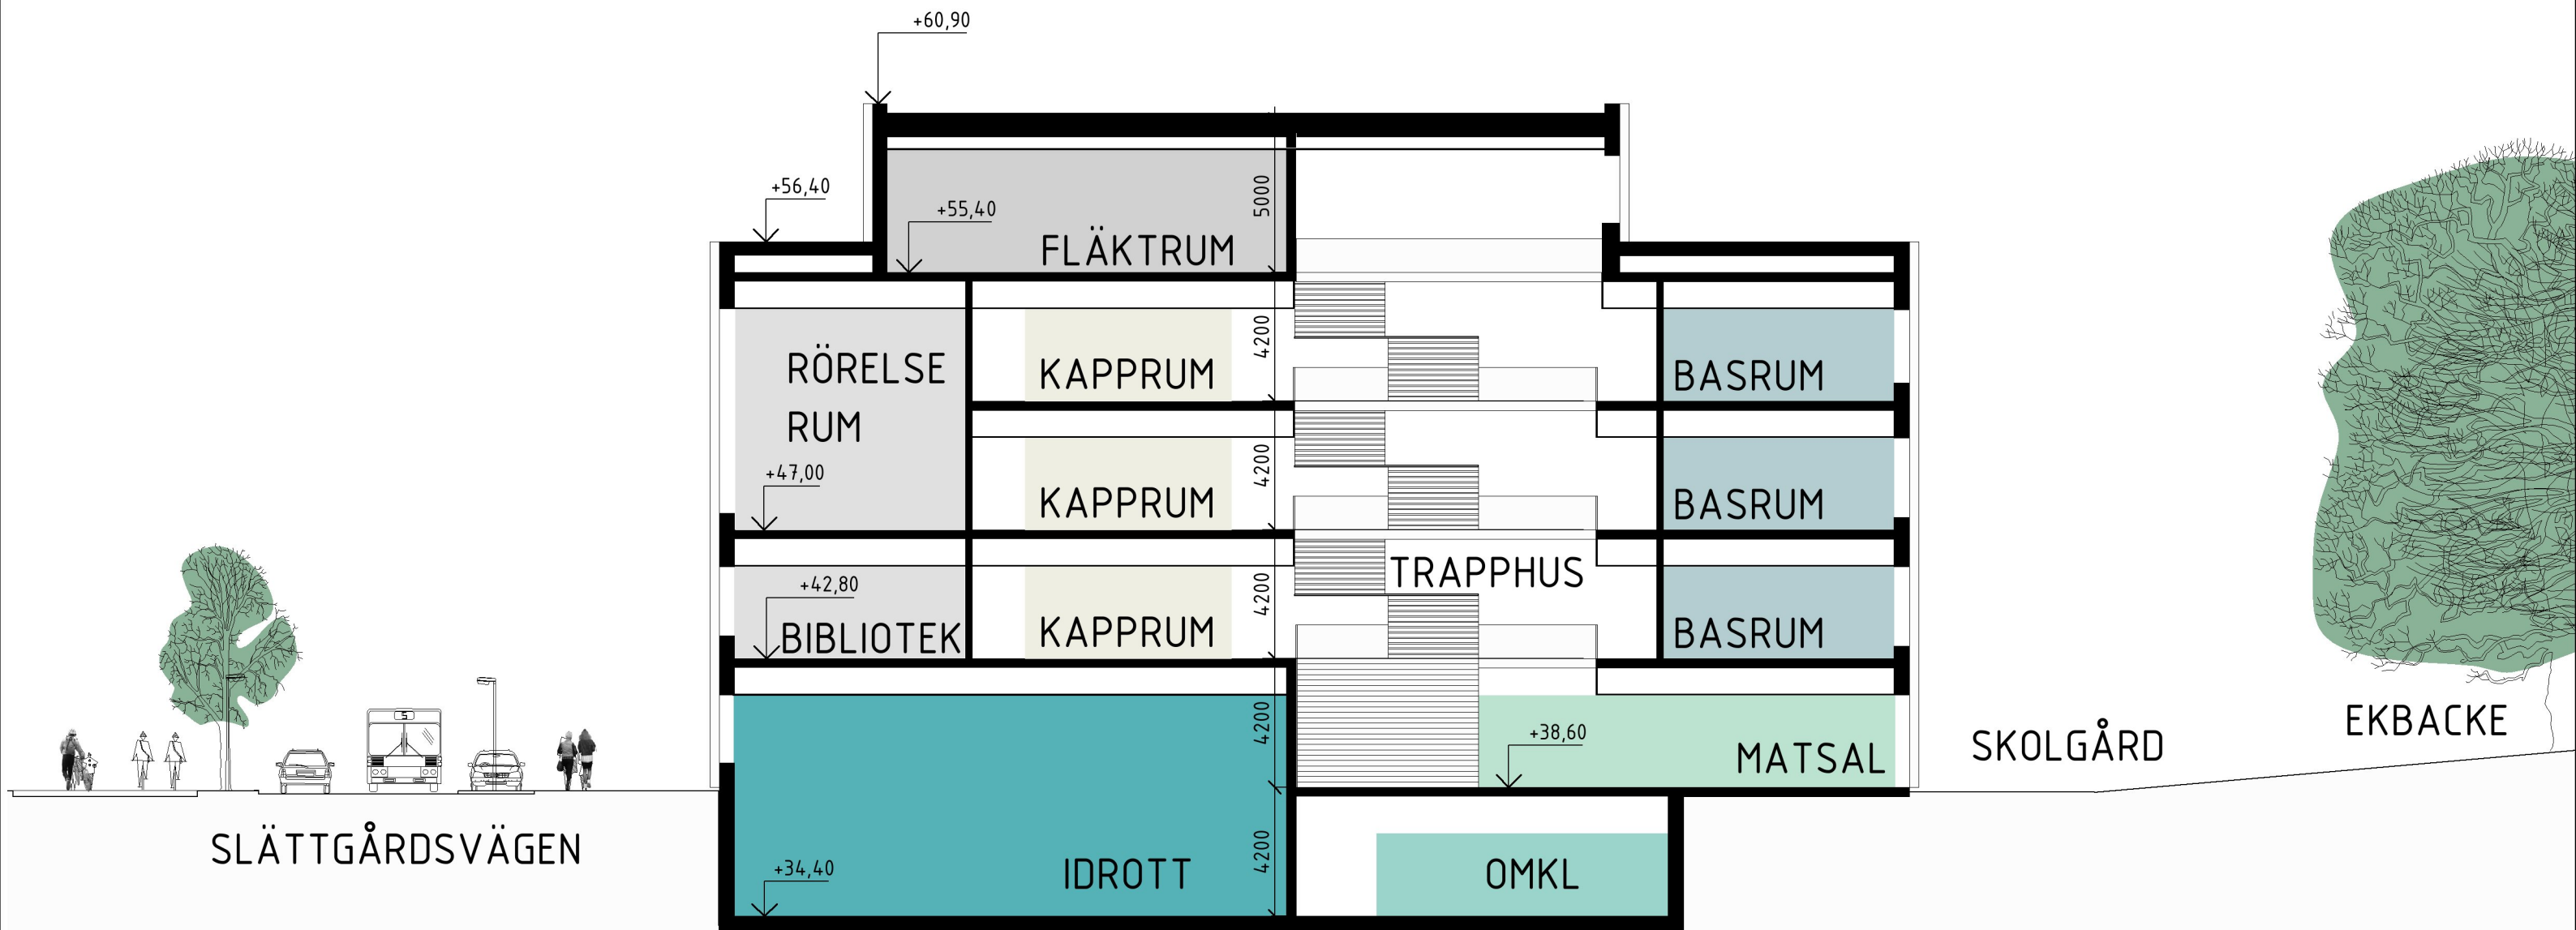 +60,90
+56,40
+55,40
5000
FLÄKTRUM
4200
RÖRELSE
RUM
KAPPRUM
BASRUM
+47,00
4200
KAPPRUM
BASRUM
+42,80
4200
TRAPPHUS
BIBLIOTEK
KAPPRUM
BASRUM
5
4200
+38,60
MATSAL
SKOLGÅRD
EKBACKE
SLÄTTGÅRDSVÄGEN
+34,40
IDROTT
4200
OMKL